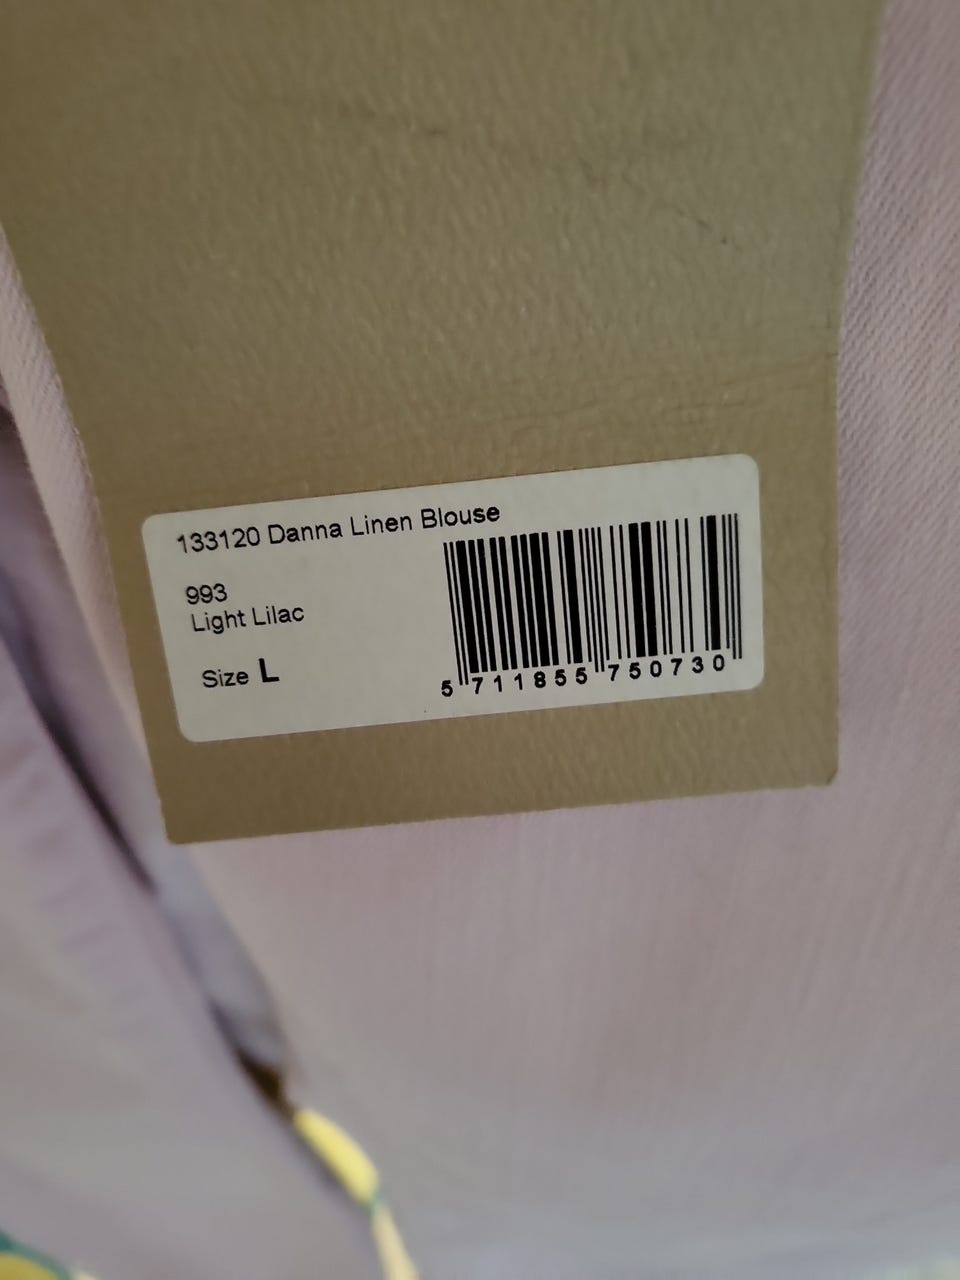 133120 Danna Linen Blouse
993
Light Lilac
Size L
5 711855 750730